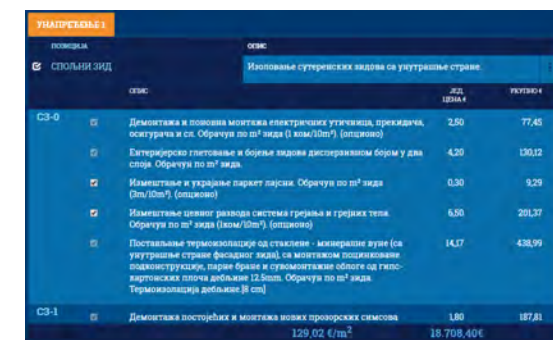 УНАПРЕЂЕЊЕ 1
ПОЗИЦИЈА ОПИС
СПОЉНИ ЗИД Изоловање сутеренских зидова са унутрашње стране.
ОПИС ЈЕД. ЦЕНА € УКУПНО €
СЗ-0 Демонтажа и поновна монтажа електричних утичница, прекидача, 2,50 77,45
осигурача и сл. Обрачун по m² зида (1 ком/10m²). (опционо)
Ентеријерско глетовање и бојење зидова дисперзивном бојом у два 4,20 130,12
слоја. Обрачун по m² зида.
Измештање и украјање паркет лајсни. Обрачун по m² зида 0,30 9,29
(3m/10m²). (опционо)
Измештање цевног развода система грејања и грејних тела. 6,50 201,37
Обрачун по m² зида (1ком/10m²). (опционо)
Постављање термоизолације од стаклене - минералне вуне (са 14,17 438,99
унутрашње стране фасадног зида), са монтажом поцинковане
подконструкције, парне бране и сувомонтажне облоге од гипс-
картонских плоча дебљине 12.5mm. Обрачун по m² зида.
Термоизолација дебљине [8 cm]
СЗ-1 Демонтажа постојећих и монтажа нових прозорских симсова 1,80 187,81
129,02 €/m² 18.708,40€